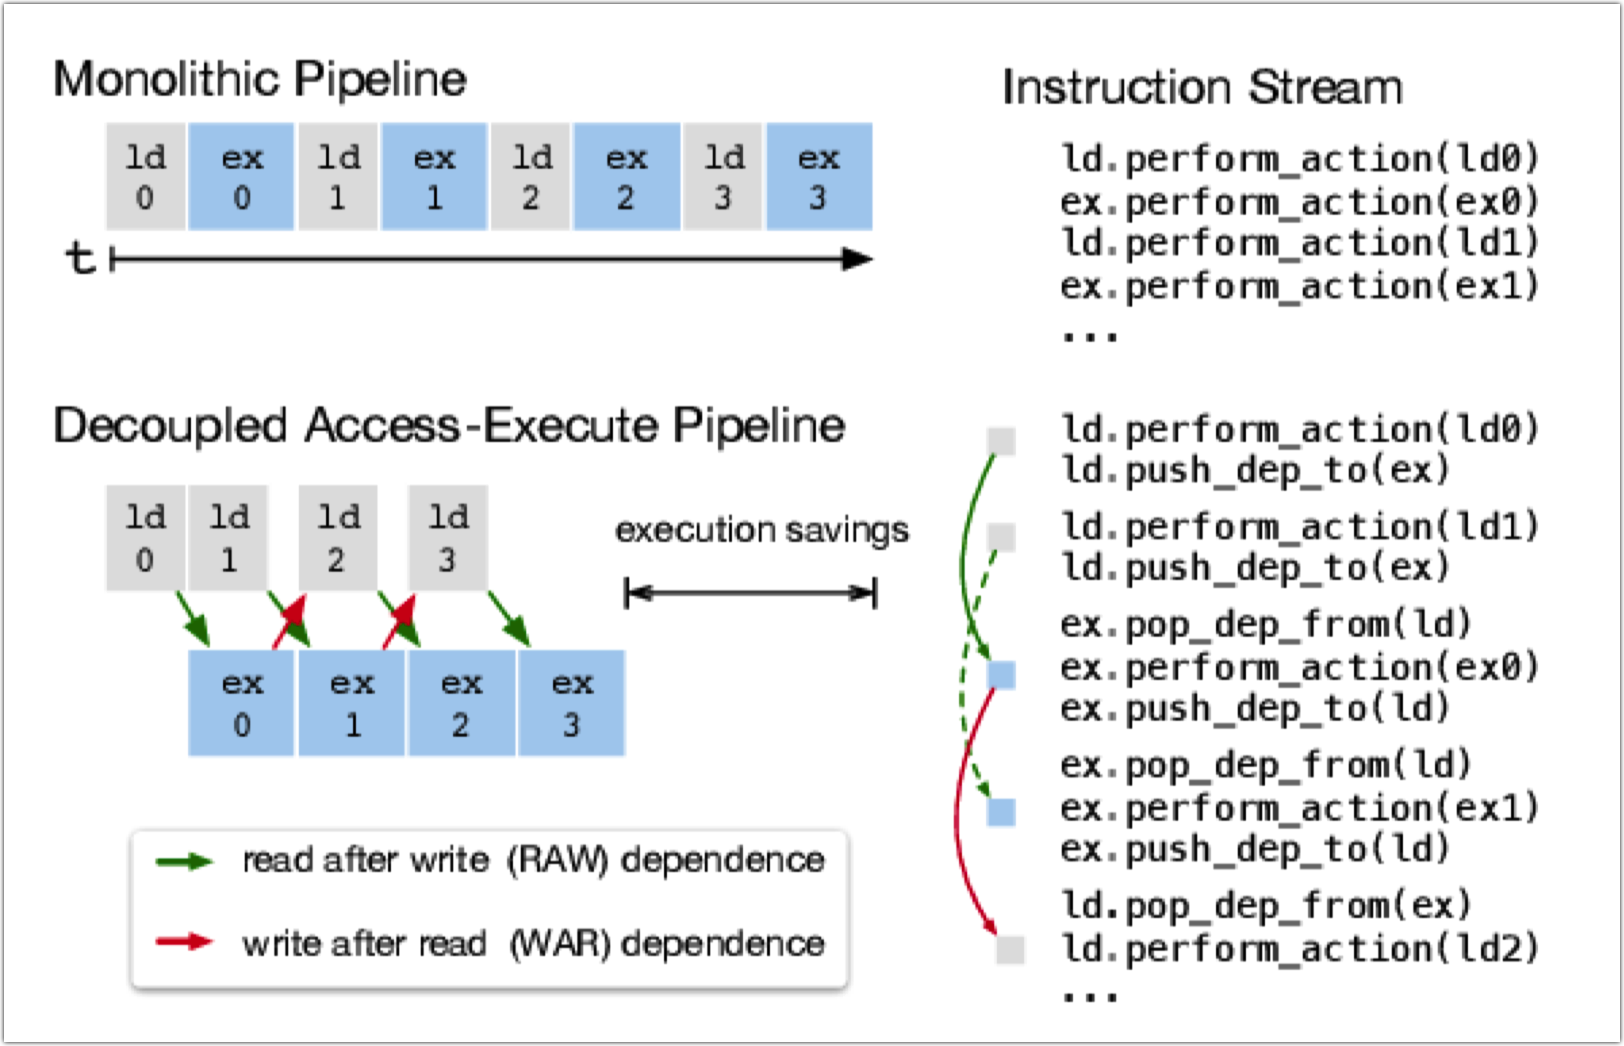 Monolithic Pipeline
ld ex ld ex ld ex ld ex
0 0 1 1 2 2 3 3
t
Decoupled Access-Execute Pipeline
ld ld ld ld
0 1 2 3
execution savings
ex ex ex ex
0 1 2 3
read after write (RAW) dependence
write after read (WAR) dependence
Instruction Stream
ld.perform_action(ld0)
ex.perform_action(ex0)
ld.perform_action(ld1)
ex.perform_action(ex1)
...
ld.perform_action(ld0)
ld.push_dep_to(ex)
ld.perform_action(ld1)
ld.push_dep_to(ex)
ex.pop_dep_from(ld)
ex.perform_action(ex0)
ex.push_dep_to(ld)
ex.pop_dep_from(ld)
ex.perform_action(ex1)
ex.push_dep_to(ld)
ld.pop_dep_from(ex)
ld.perform_action(ld2)
...